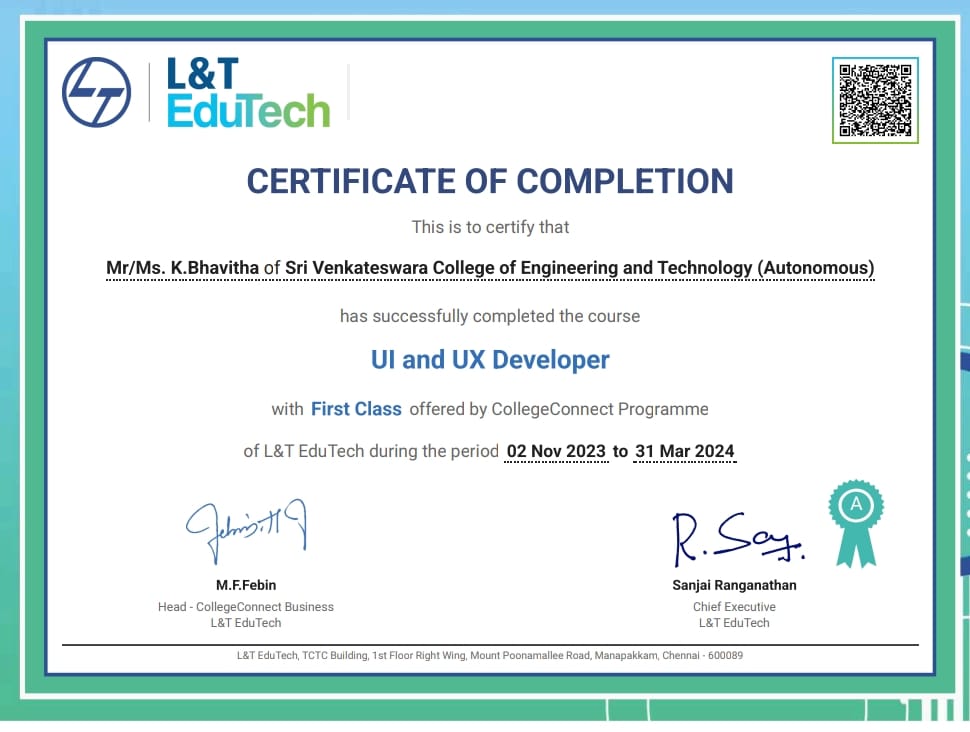 L&T
EduTech
CERTIFICATE OF COMPLETION
This is to certify that
Mr/Ms. K.Bhavitha of Sri Venkateswara College of Engineering and Technology (Autonomous)
has successfully completed the course
UI and UX Developer
with First Class offered by CollegeConnect Programme
of L&T EduTech during the period 02 Nov 2023 to 31 Mar 2024
A
M.F.Febin
Head - CollegeConnect Business
L&T EduTech
Sanjai Ranganathan
Chief Executive
L&T EduTech
L&T EduTech, TCTC Building, 1st Floor Right Wing, Mount Poonamallee Road, Manapakkam, Chennai - 600089